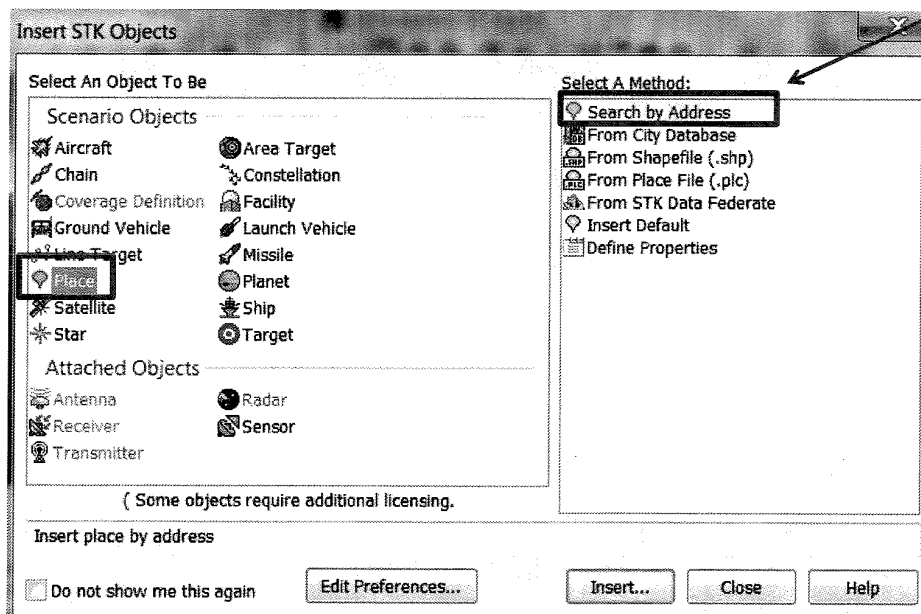 Insert STK Objects
Select An Object To Be
Scenario Objects
Aircraft
Area Target
Chain
Constellation
Coverage Definition
Facility
Ground Vehicle
Launch Vehicle
Line Target
Missile
Place
Planet
Satellite
Ship
Star
Target
Attached Objects
Antenna
Radar
Receiver
Sensor
Transmitter
( Some objects require additional licensing.
Select A Method:
Search by Address
From City Database
From Shapefile (.shp)
From Place File (.plc)
From STK Data Federate
Insert Default
Define Properties
Insert place by address
Do not show me this again
Edit Preferences...
Insert...
Close
Help